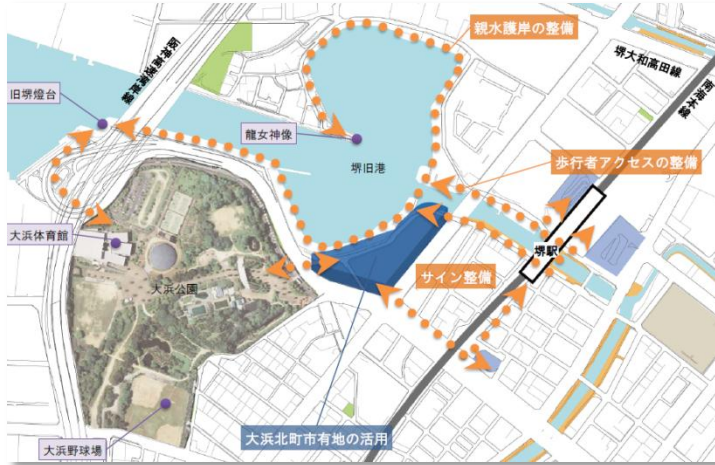 親水護岸の整備
阪神高速湾岸線
堺大和高田線
南海本線
旧堺燈台
龍女神像
堺旧港
歩行者アクセスの整備
大浜体育館
堺駅
サイン整備
大浜公園
大浜北町市有地の活用
大浜野球場